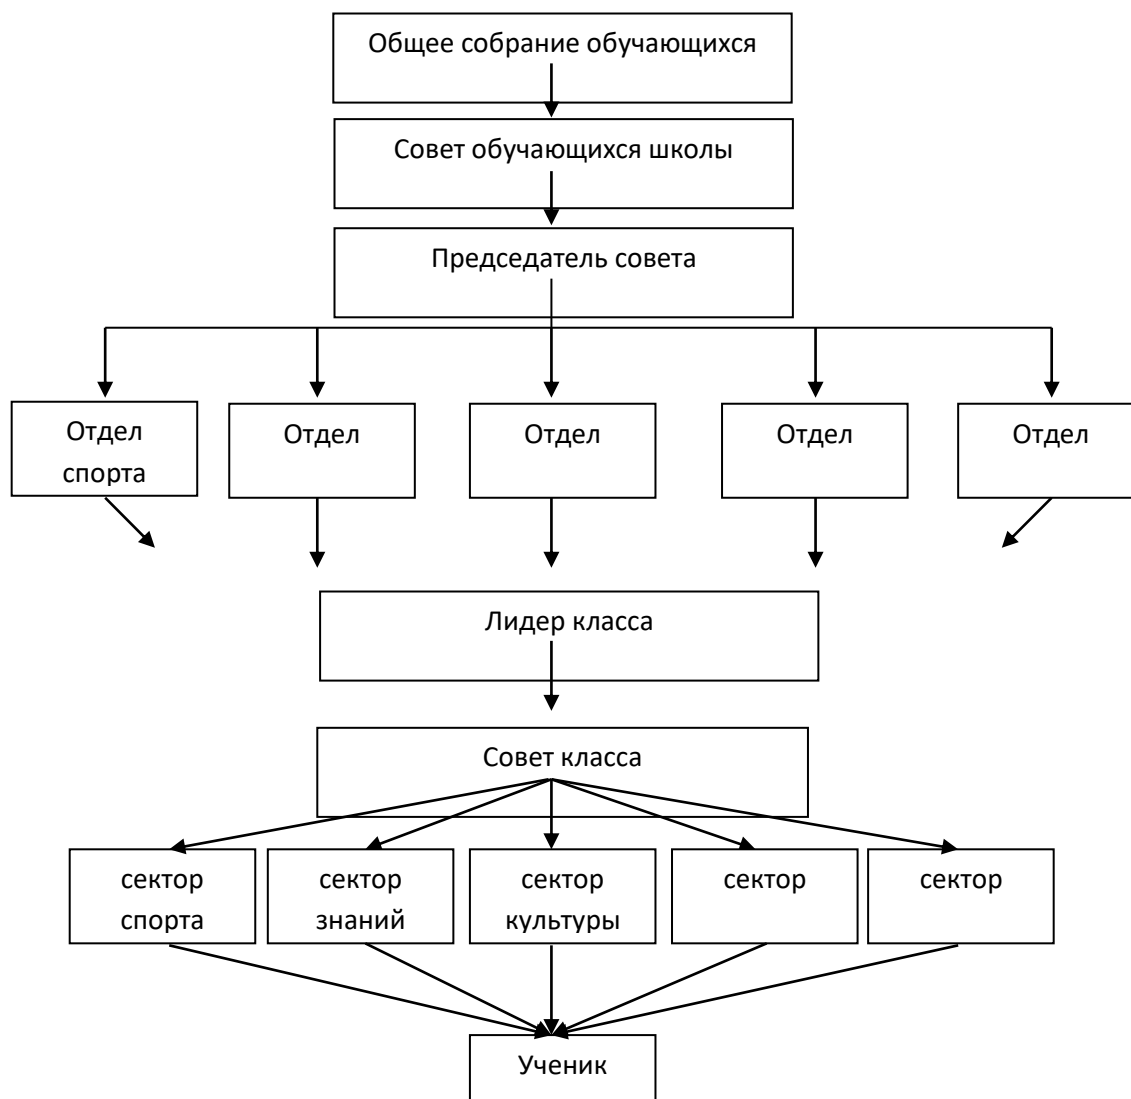 Общее собрание обучающихся
Совет обучающихся школы
Председатель совета
Отдел
спорта
Отдел
Отдел
Отдел
Отдел
Лидер класса
Совет класса
сектор
спорта
сектор
знаний
сектор
культуры
сектор
сектор
Ученик